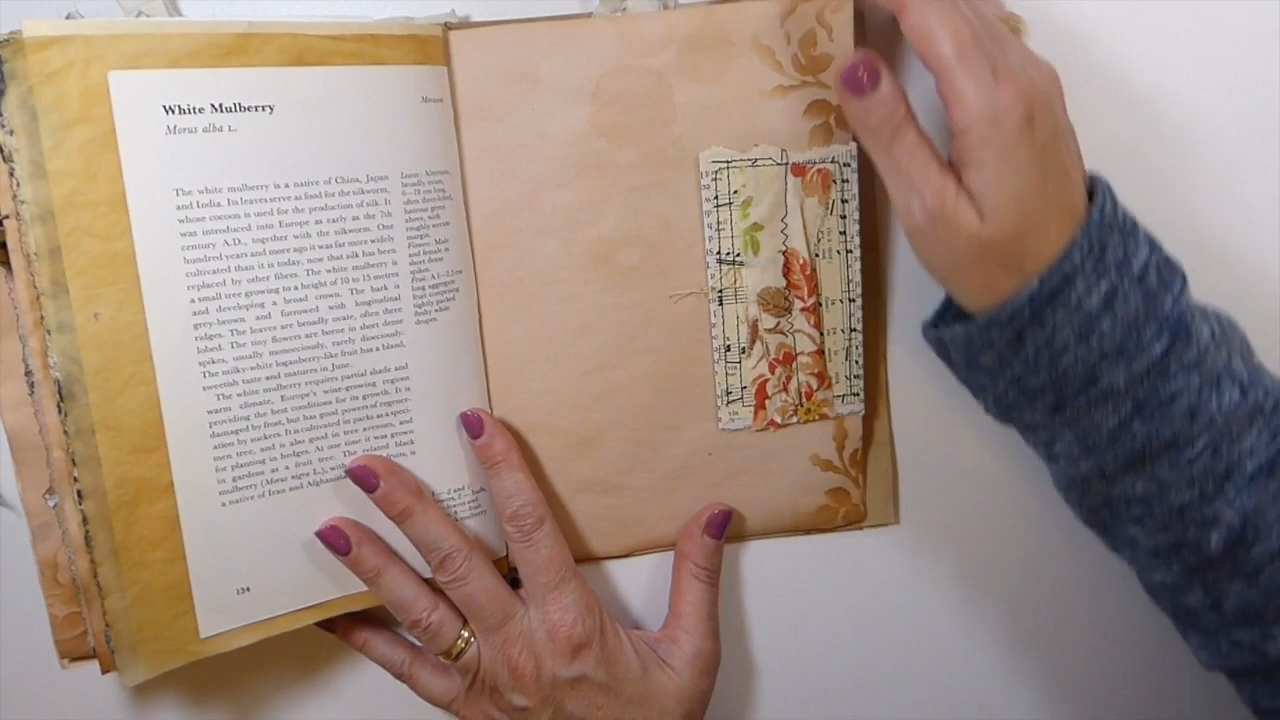 White Mulberry
Morus alba L.
The white mulberry is a native of China, Japan
and India. Its leaves serve as food for the silkworm,
whose cocoon is used for the production of silk. It
was introduced into Europe as early as the 7th
century A.D., together with the silkworm. One
hundred years and more ago it was far more widely
cultivated than it is today, now that silk has been
replaced by other fibres. The white mulberry is
a small tree growing to a height of 10 to 15 metres
and developing a broad crown. The bark is
grey-brown and furrowed with longitudinal
ridges. The leaves are broadly ovate, often three
lobed. The tiny flowers are borne in short dense
spikes, usually monoeciously, rarely dioeciously.
The milky-white loganberry-like fruit has a bland,
sweetish taste and matures in June.
The white mulberry requires partial shade and
warm climate, Europe's wine-growing regions
providing the best conditions for its growth. It is
damaged by frost, but has good powers of regener-
ation by suckers. It is cultivated in parks as a speci-
men tree, and is also good in tree avenues, and
for planting in hedges. At one time it was grown
in gardens as a fruit tree. The related black
mulberry (Morus nigra L.), with fruits, is
a native of Iran and Afghanistan
Leaves: Alternate,
broadly ovate,
6—18 cm long,
often three-lobed,
lustrous green
above, with
roughly serrate
margin.
Flowers: Male
and female in
short dense
spikes.
Fruit: A 1—2.5 cm
long aggregate
fruit comprising
tightly packed
fleshy white
drupes.
leaves and
4 — fruit
mulberry
134